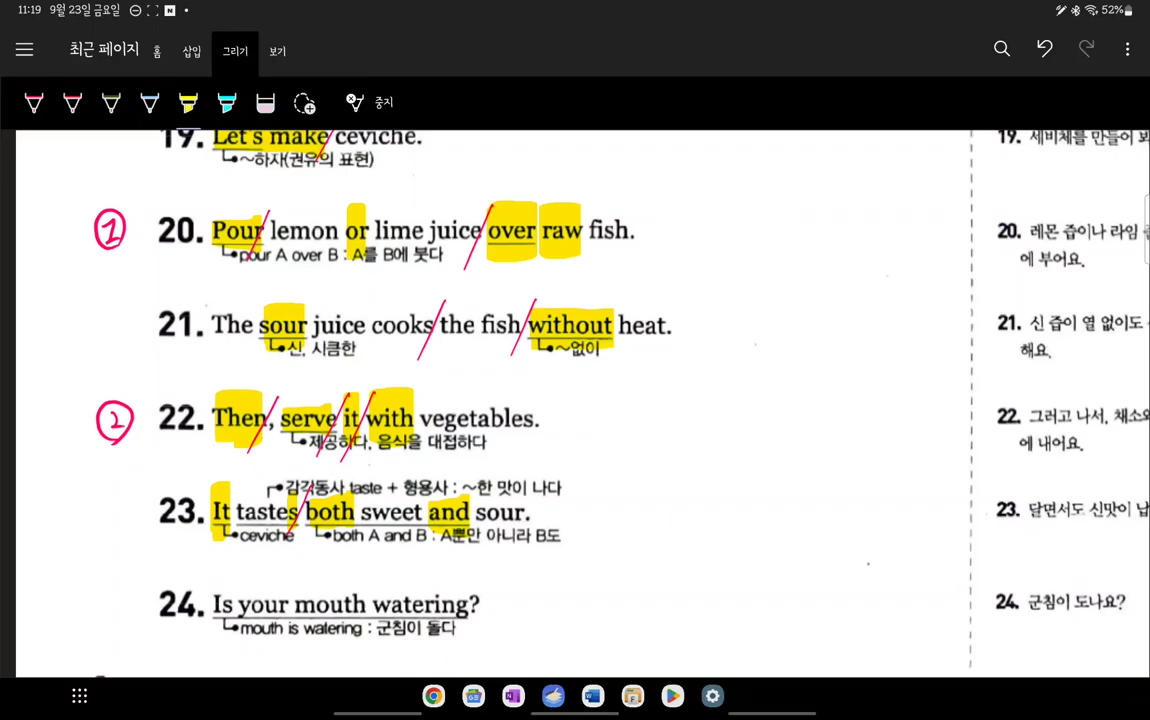 11:19 9월 23일 금요일 N 52%
최근 페이지 홈 삽입 그리기 보기
중지
19. Let's make ceviche. 19. 세비체를 만들어 보
~하자(권유의 표현)
① 20. Pour lemon or lime juice over raw fish. 20. 레몬 즙이나 라임 즙
pour A over B : A를 B에 붓다 에 부어요.
21. The sour juice cooks the fish without heat. 21. 신 즙이 열 없이도
신, 시큼한 ~없이 해요.
② 22. Then, serve it with vegetables. 22. 그러고 나서, 채소와
제공하다, 음식을 대접하다 에 내어요.
감각동사 taste + 형용사 : ~한 맛이 나다
23. It tastes both sweet and sour. 23. 달면서도 신맛이 납
ceviche both A and B : A뿐만 아니라 B도
24. Is your mouth watering? 24. 군침이 도나요?
mouth is watering : 군침이 돌다